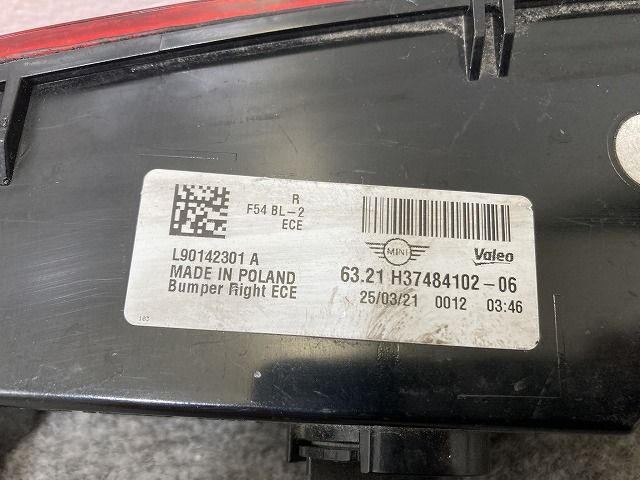 R
F54 BL-2
ECE
L90142301 A
MADE IN POLAND
Bumper Right ECE
MINI
Valeo
63.21 H37484102-06
25/03/21 0012 03:46
103